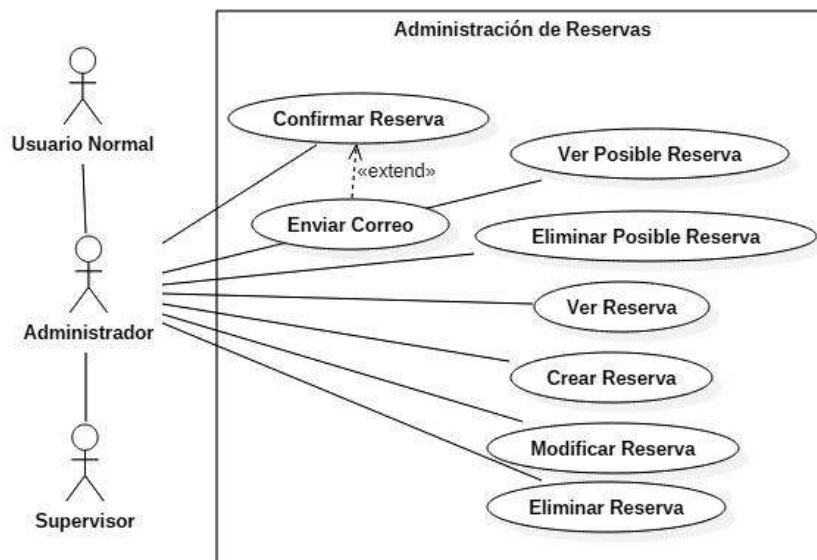 Administración de Reservas
Usuario Normal
Confirmar Reserva
Ver Posible Reserva
«extend»
Enviar Correo
Eliminar Posible Reserva
Administrador
Ver Reserva
Crear Reserva
Modificar Reserva
Supervisor
Eliminar Reserva